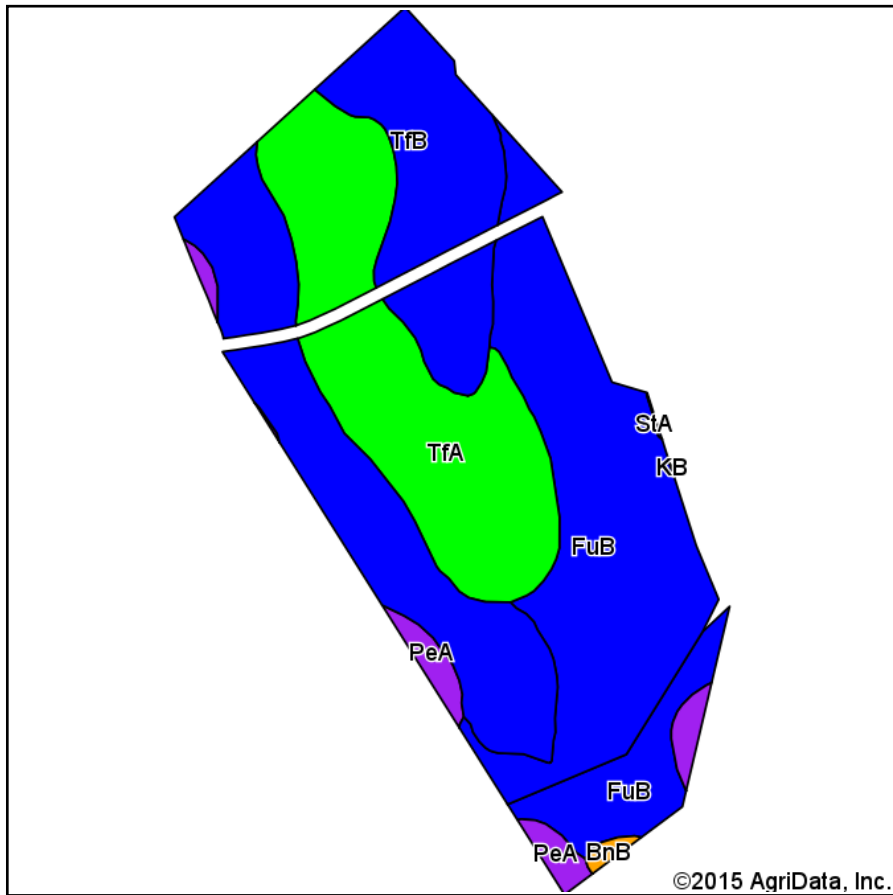 TfB
StA
TfA
KB
FuB
PeA
FuB
PeA BnB
©2015 AgriData, Inc.